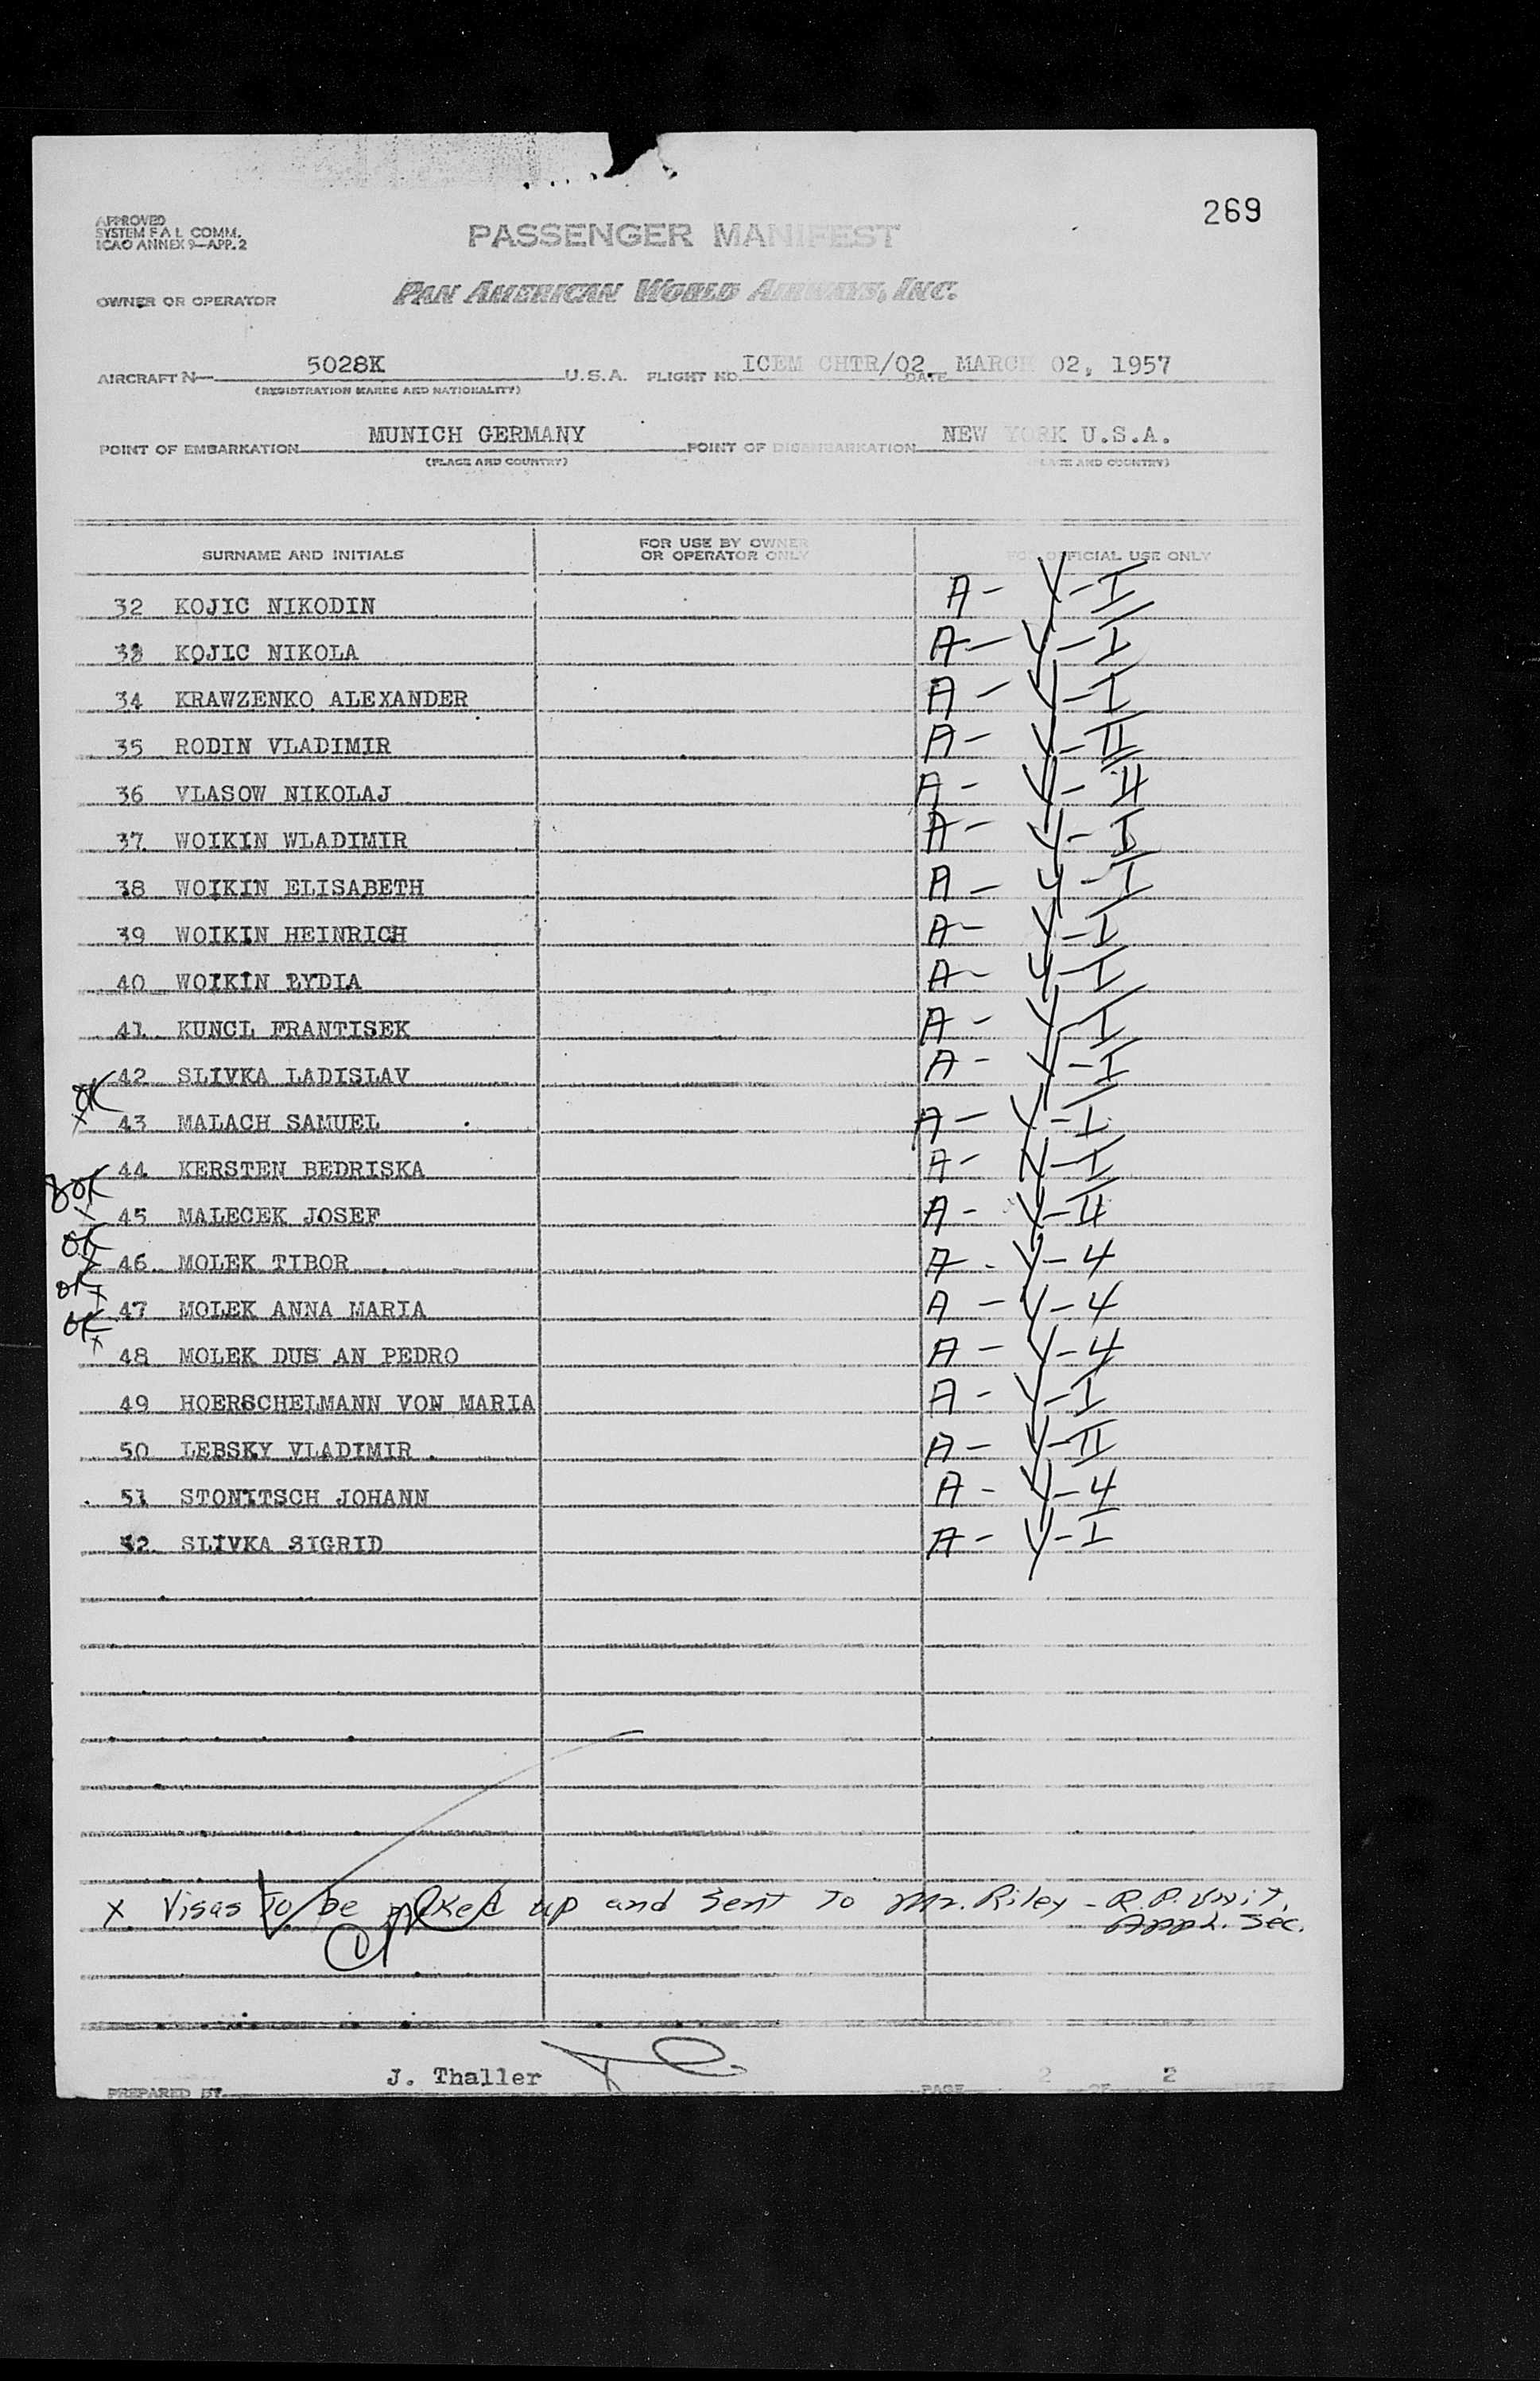 269
APPROVED
SYSTEM F A L COMM.
ICAO ANNEX 9—APP. 2
PASSENGER MANIFEST
OWNER OR OPERATOR PAN AMERICAN WORLD AIRWAYS, INC.
AIRCRAFT N— 5028K U.S.A. FLIGHT NO. ICEM CHTR/02 DATE MARCH 02, 1957
(REGISTRATION MARKS AND NATIONALITY)
POINT OF EMBARKATION MUNICH GERMANY POINT OF DISEMBARKATION NEW YORK U.S.A.
(PLACE AND COUNTRY) (PLACE AND COUNTRY)
SURNAME AND INITIALS FOR USE BY OWNER OR OPERATOR ONLY FOR OFFICIAL USE ONLY
32 KOJIC NIKODIN A - Y - I
33 KOJIC NIKOLA A - Y - I
34 KRAWZENKO ALEXANDER A - Y - I
35 RODIN VLADIMIR A - Y - II
36 VLASOW NIKOLAJ A - Y - II
37 WOIKIN WLADIMIR A - Y - I
38 WOIKIN ELISABETH A - Y - I
39 WOIKIN HEINRICH A - Y - I
40 WOIKIN LYDIA A - Y - I
41 KUNCL FRANTISEK A - Y - I
42 SLIVKA LADISLAV A - Y - I
OK x 43 MALACH SAMUEL A - Y - I
44 KERSTEN BEDRISKA A - Y - I
OK x 45 MALECEK JOSEF A - Y - II
OK x 46 MOLEK TIBOR A - Y - 4
OK x 47 MOLEK ANNA MARIA A - Y - 4
OK x 48 MOLEK DUS AN PEDRO A - Y - 4
49 HOERSCHELMANN VON MARIA A - Y - I
50 LEBSKY VLADIMIR A - Y - II
51 STONITSCH JOHANN A - Y - 4
52 SLIVKA SIGRID A - Y - I
x Visas to be picked up and sent to Mr. Riley - R.P. Unit,
Appl. Sec.
PREPARED BY J. Thaller PAGE 2 OF 2